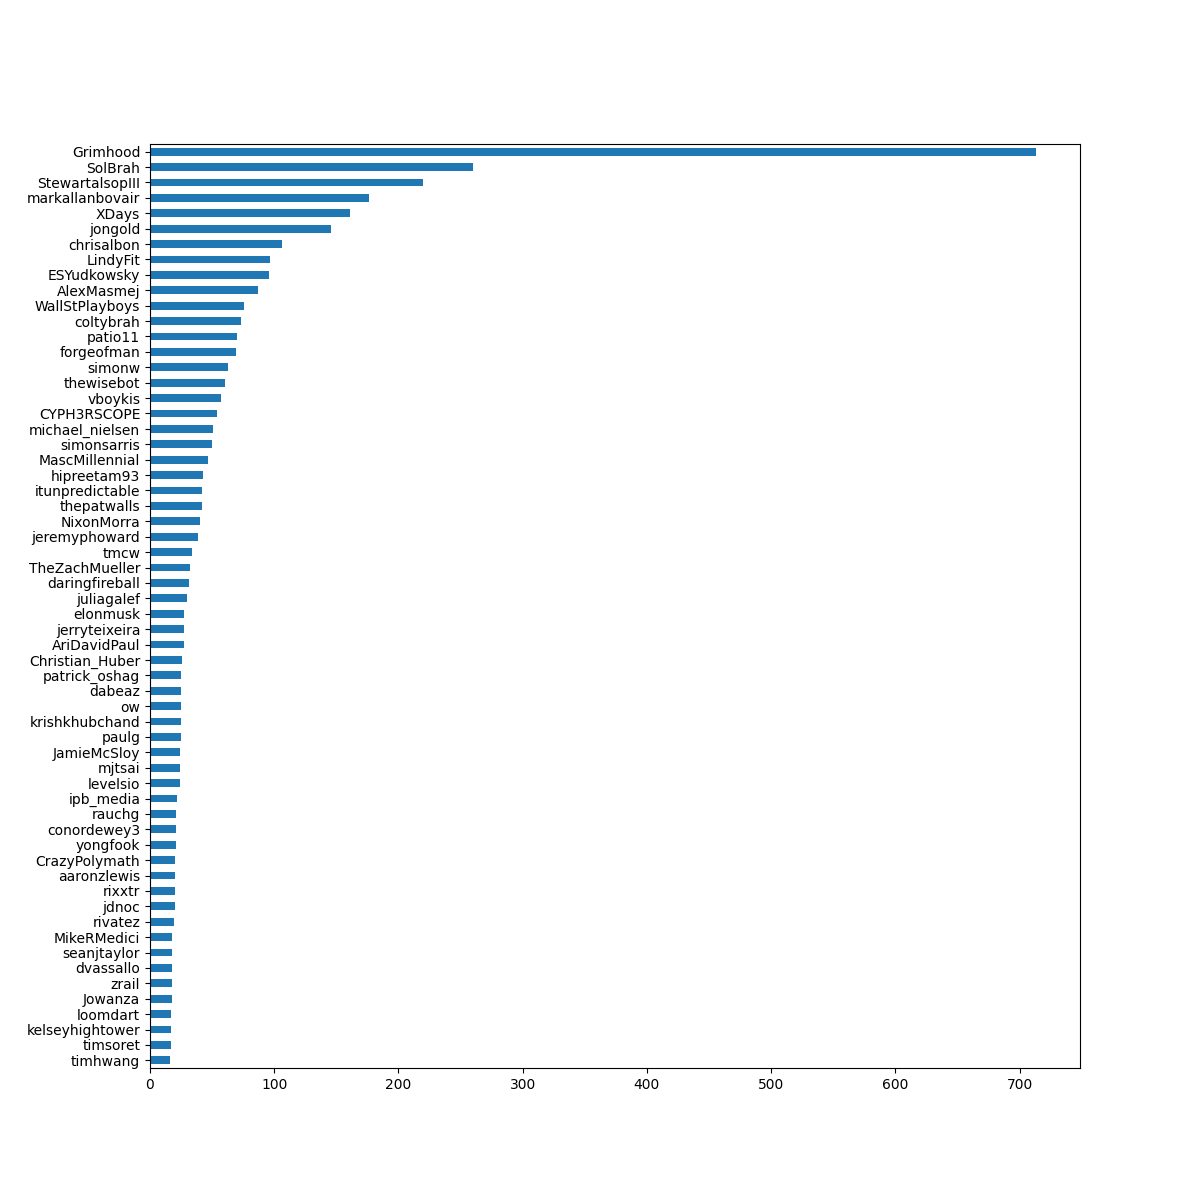 Grimhood
SolBrah
StewartalsopIII
markallanbovair
XDays
jongold
chrisalbon
LindyFit
ESYudkowsky
AlexMasmej
WallStPlayboys
coltybrah
patio11
forgeofman
simonw
thewisebot
vboykis
CYPH3RSCOPE
michael_nielsen
simonsarris
MascMillennial
hipreetam93
itunpredictable
thepatwalls
NixonMorra
jeremyphoward
tmcw
TheZachMueller
daringfireball
juliagalef
elonmusk
jerryteixeira
AriDavidPaul
Christian_Huber
patrick_oshag
dabeaz
ow
krishkhubchand
paulg
JamieMcSloy
mjtsai
levelsio
ipb_media
rauchg
conordewey3
yongfook
CrazyPolymath
aaronzlewis
rixxtr
jdnoc
rivatez
MikeRMedici
seanjtaylor
dvassallo
zrail
Jowanza
loomdart
kelseyhightower
timsoret
timhwang
0 100 200 300 400 500 600 700